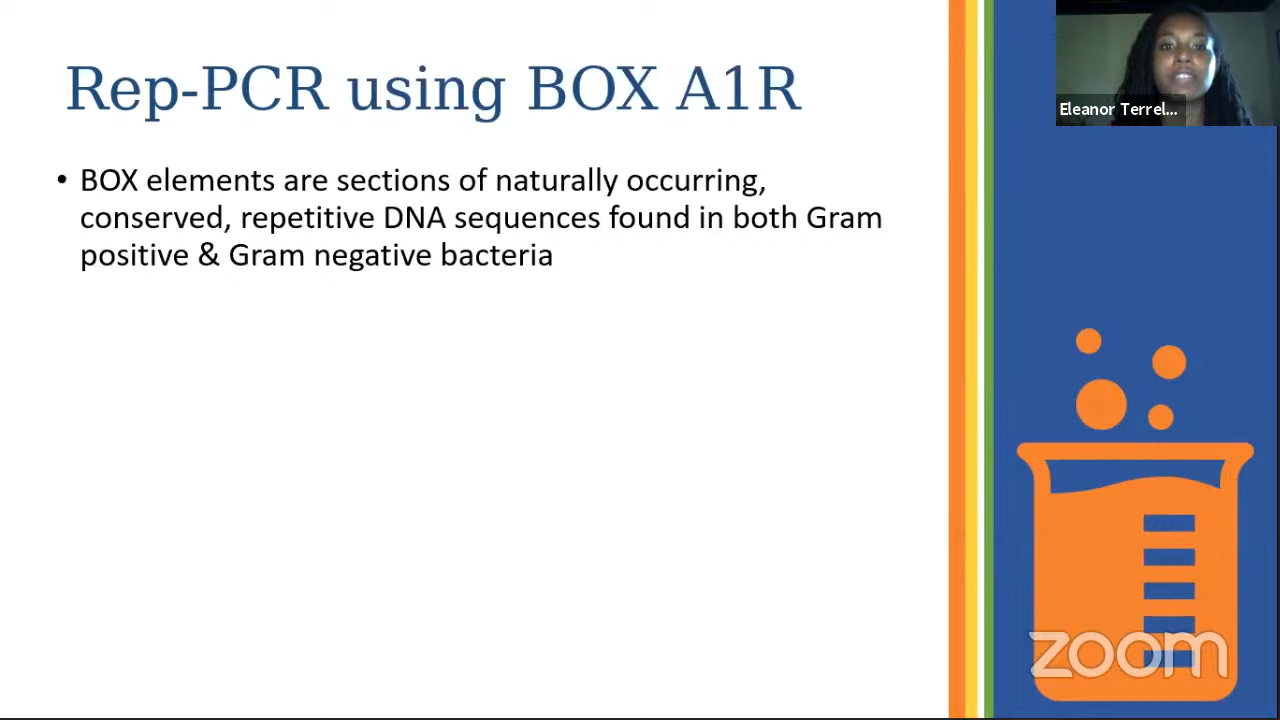 Rep-PCR using BOX A1R
• BOX elements are sections of naturally occurring,
conserved, repetitive DNA sequences found in both Gram
positive & Gram negative bacteria
Eleanor Terrel...
zoom